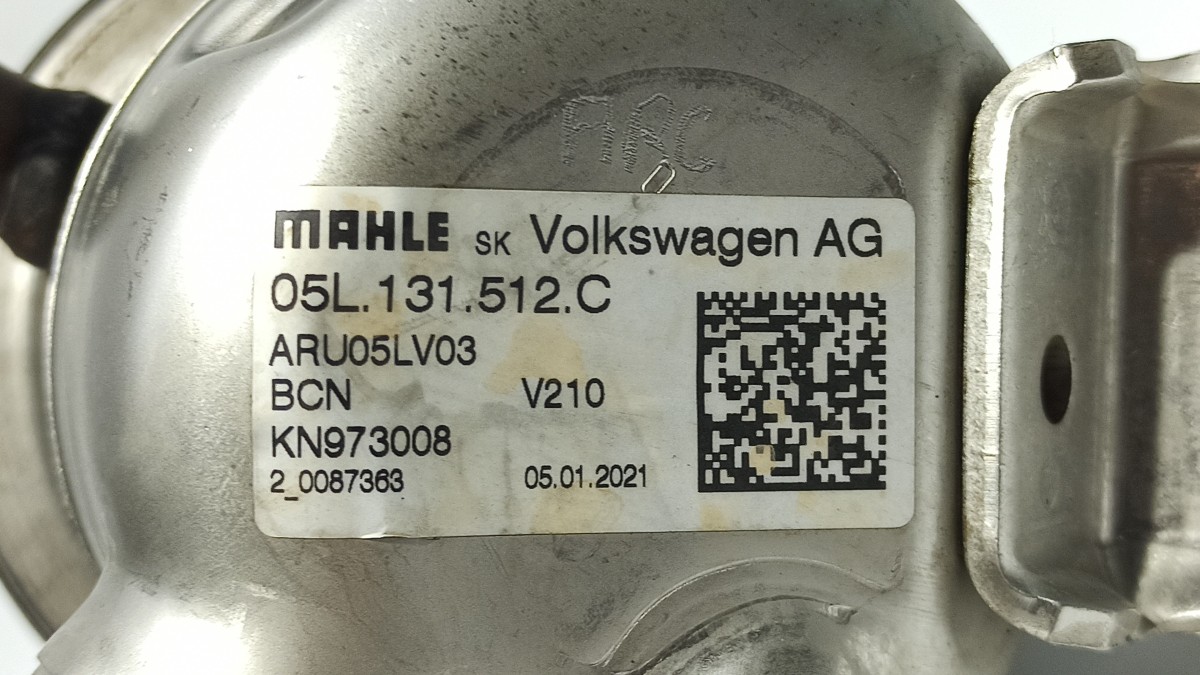 MAHLE SK Volkswagen AG
05L.131.512.C
ARU05LV03
BCN V210
KN973008
2_0087363 05.01.2021